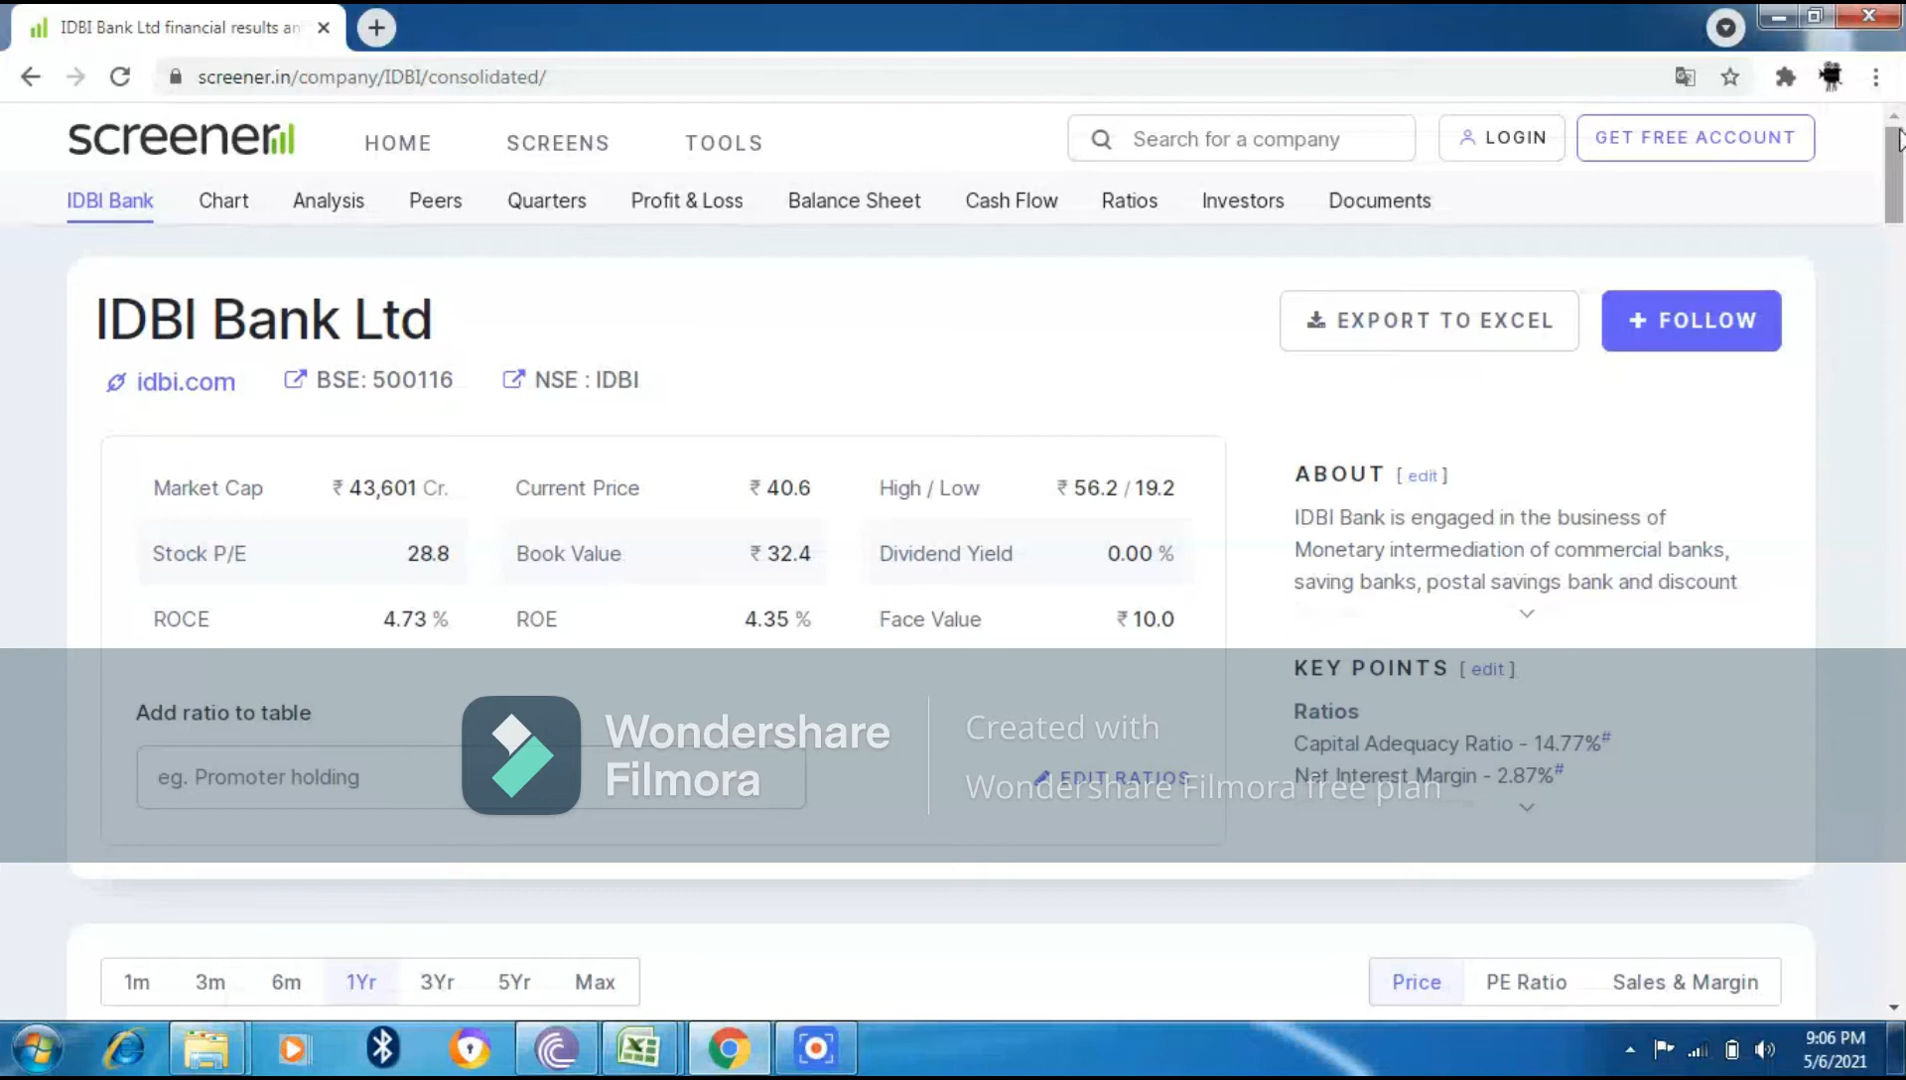 IDBI Bank Ltd financial results an
screener.in/company/IDBI/consolidated/
screener
HOME SCREENS TOOLS
Search for a company
LOGIN
GET FREE ACCOUNT
IDBI Bank Chart Analysis Peers Quarters Profit & Loss Balance Sheet Cash Flow Ratios Investors Documents
IDBI Bank Ltd
EXPORT TO EXCEL
+ FOLLOW
idbi.com BSE: 500116 NSE : IDBI
Market Cap ₹ 43,601 Cr. Current Price ₹ 40.6 High / Low ₹ 56.2 / 19.2
Stock P/E 28.8 Book Value ₹ 32.4 Dividend Yield 0.00 %
ROCE 4.73 % ROE 4.35 % Face Value ₹ 10.0
Add ratio to table
eg. Promoter holding
EDIT RATIOS
ABOUT [ edit ]
IDBI Bank is engaged in the business of
Monetary intermediation of commercial banks,
saving banks, postal savings bank and discount
KEY POINTS [ edit ]
Ratios
Capital Adequacy Ratio - 14.77%#
Net Interest Margin - 2.87%#
Wondershare
Filmora
Created with
Wondershare Filmora free plan
1m 3m 6m 1Yr 3Yr 5Yr Max
Price PE Ratio Sales & Margin
9:06 PM
5/6/2021